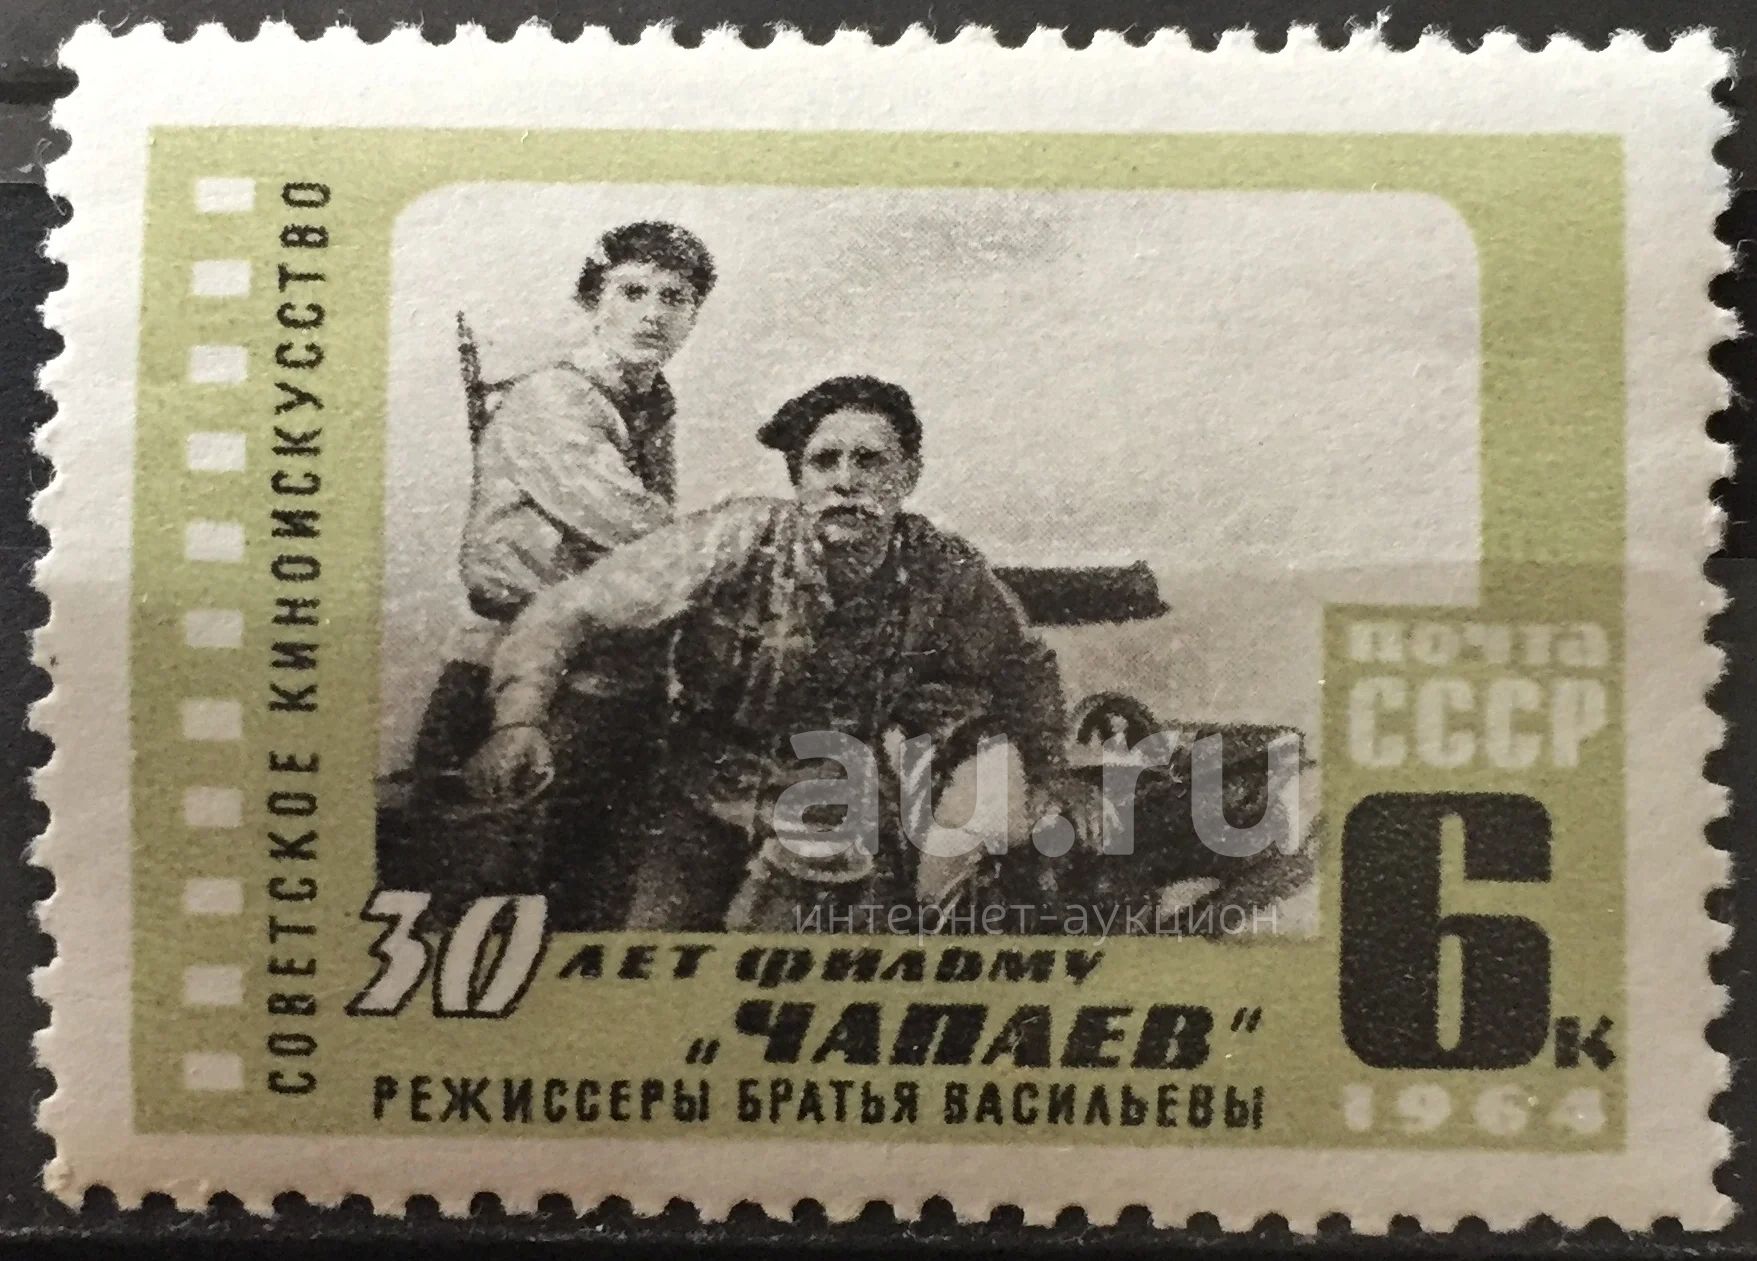 СОВЕТСКОЕ КИНОИСКУССТВО
почта
СССР
6к
1964
30 ЛЕТ фильму
„ЧАПАЕВ"
РЕЖИССЕРЫ БРАТЬЯ ВАСИЛЬЕВЫ
au.ru
интернет-аукцион